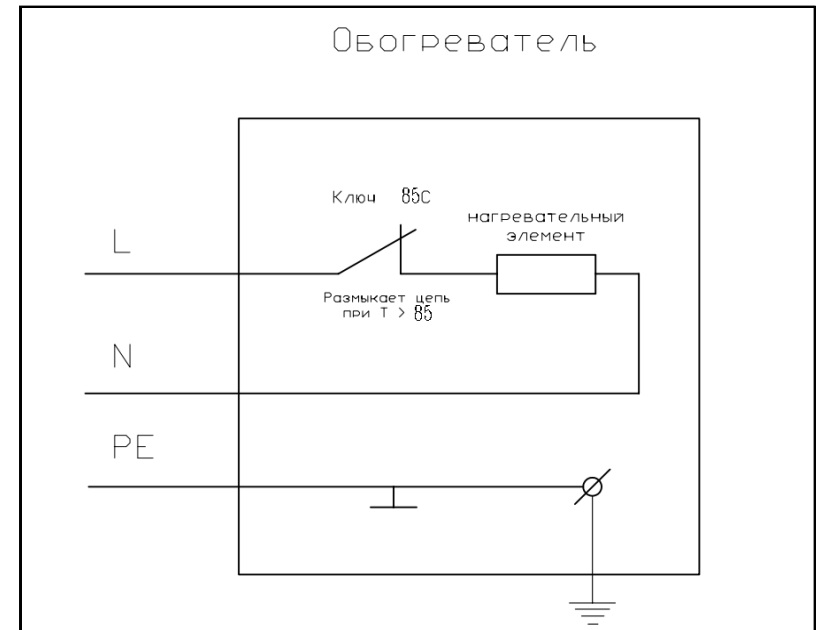 Обогреватель
Ключ 85С
нагревательный
элемент
L
Размыкает цепь
при Т > 85
N
PE